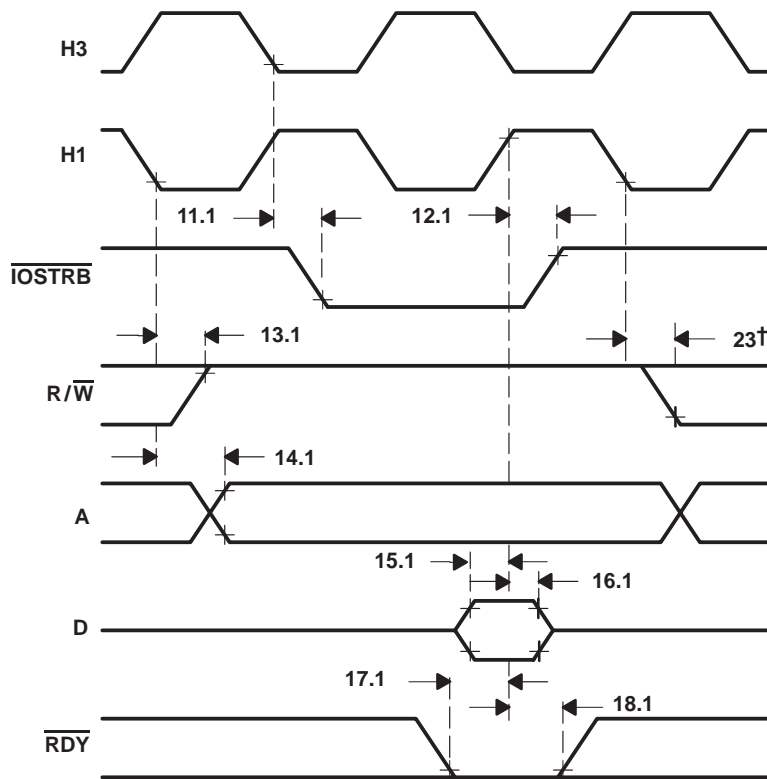 H3
H1
11.1 12.1
IOSTRB
13.1 23†
R/W
14.1
A
15.1
16.1
D
17.1
18.1
RDY